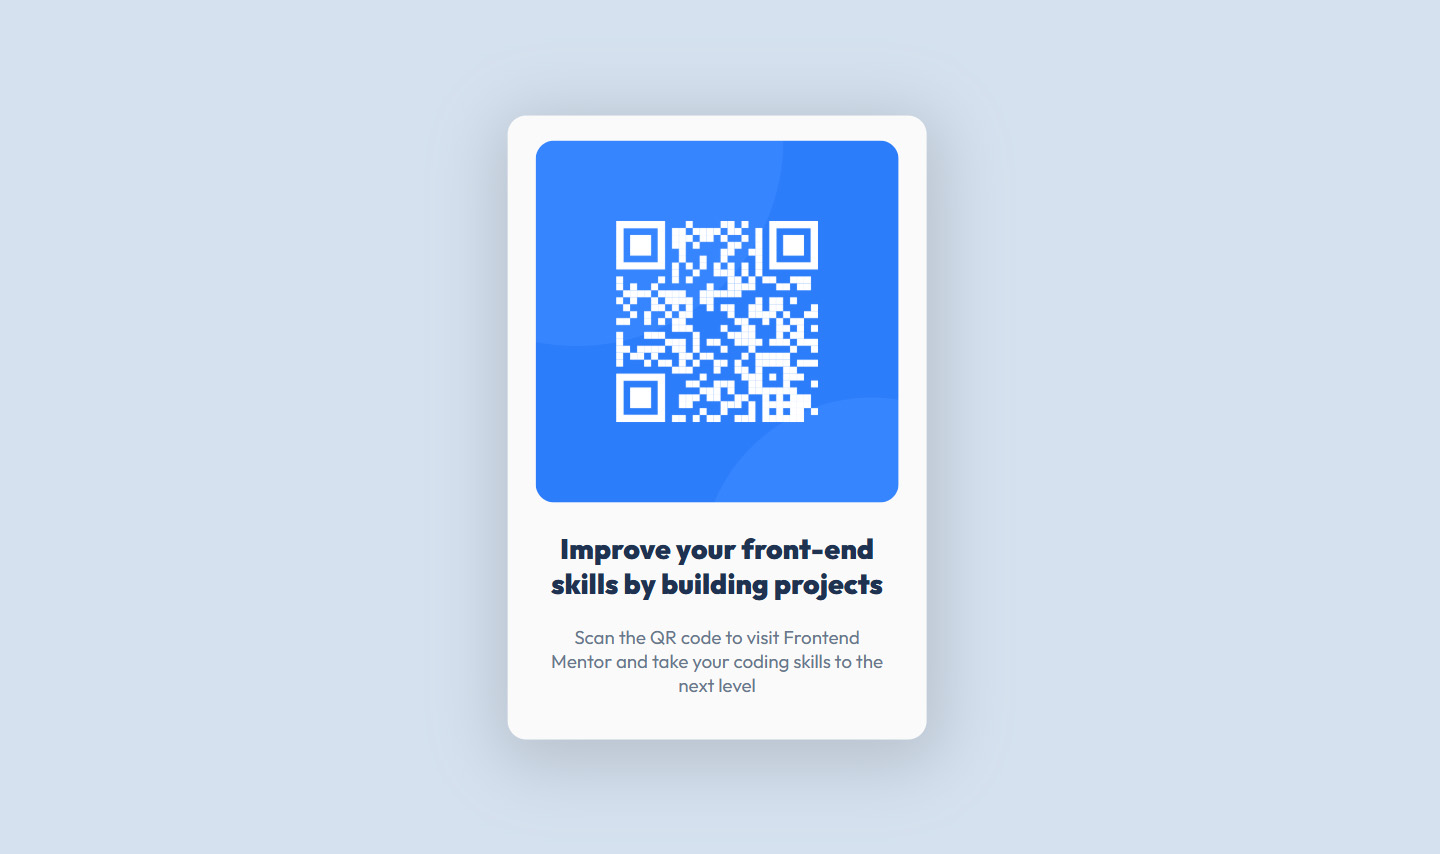 Improve your front-end
skills by building projects
Scan the QR code to visit Frontend
Mentor and take your coding skills to the
next level